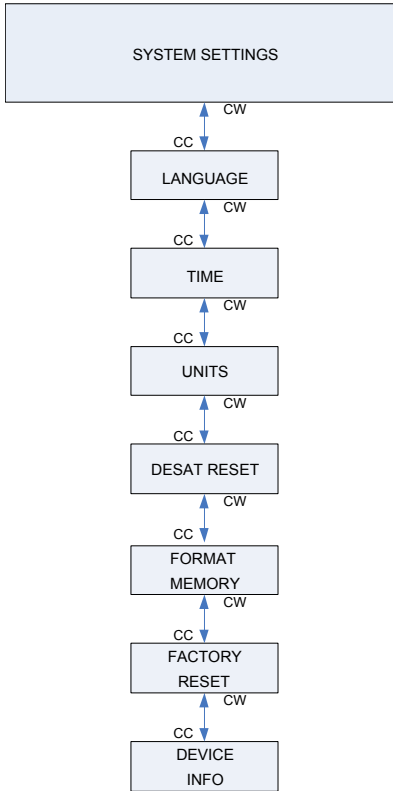 SYSTEM SETTINGS
CW
CC
LANGUAGE
CW
CC
TIME
CW
CC
UNITS
CW
CC
DESAT RESET
CW
CC
FORMAT
MEMORY
CW
CC
FACTORY
RESET
CW
CC
DEVICE
INFO